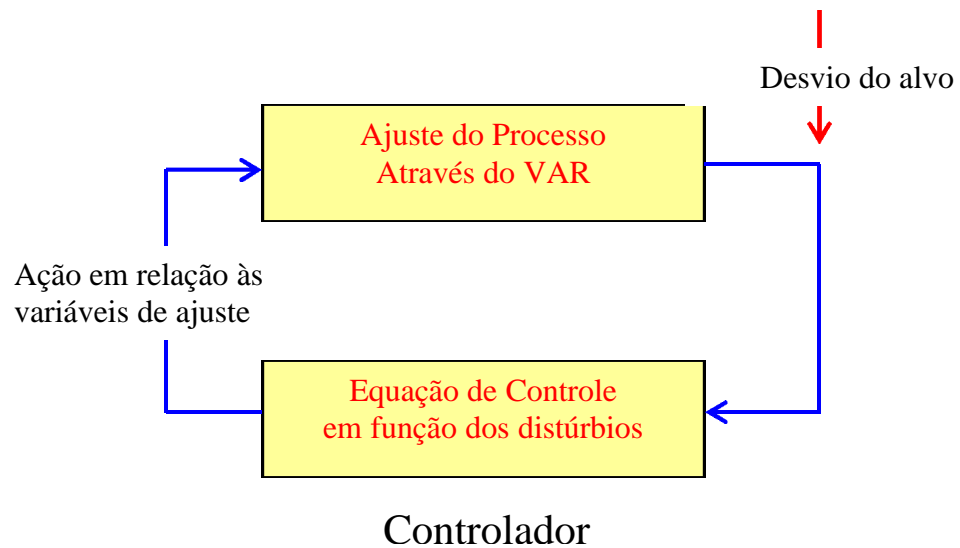 Desvio do alvo
Ajuste do Processo
Através do VAR
Ação em relação às
variáveis de ajuste
Equação de Controle
em função dos distúrbios
Controlador